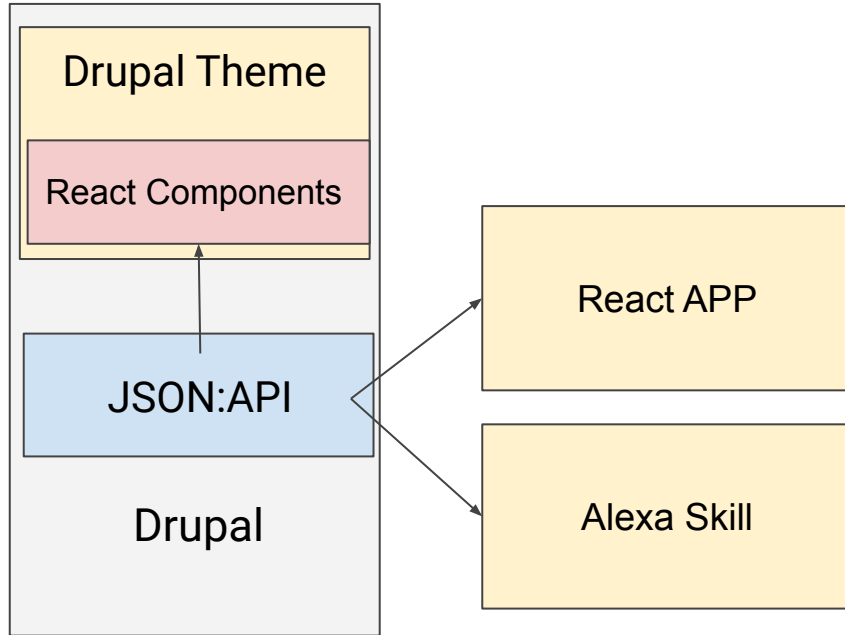 Drupal Theme
React Components
JSON:API
Drupal
React APP
Alexa Skill